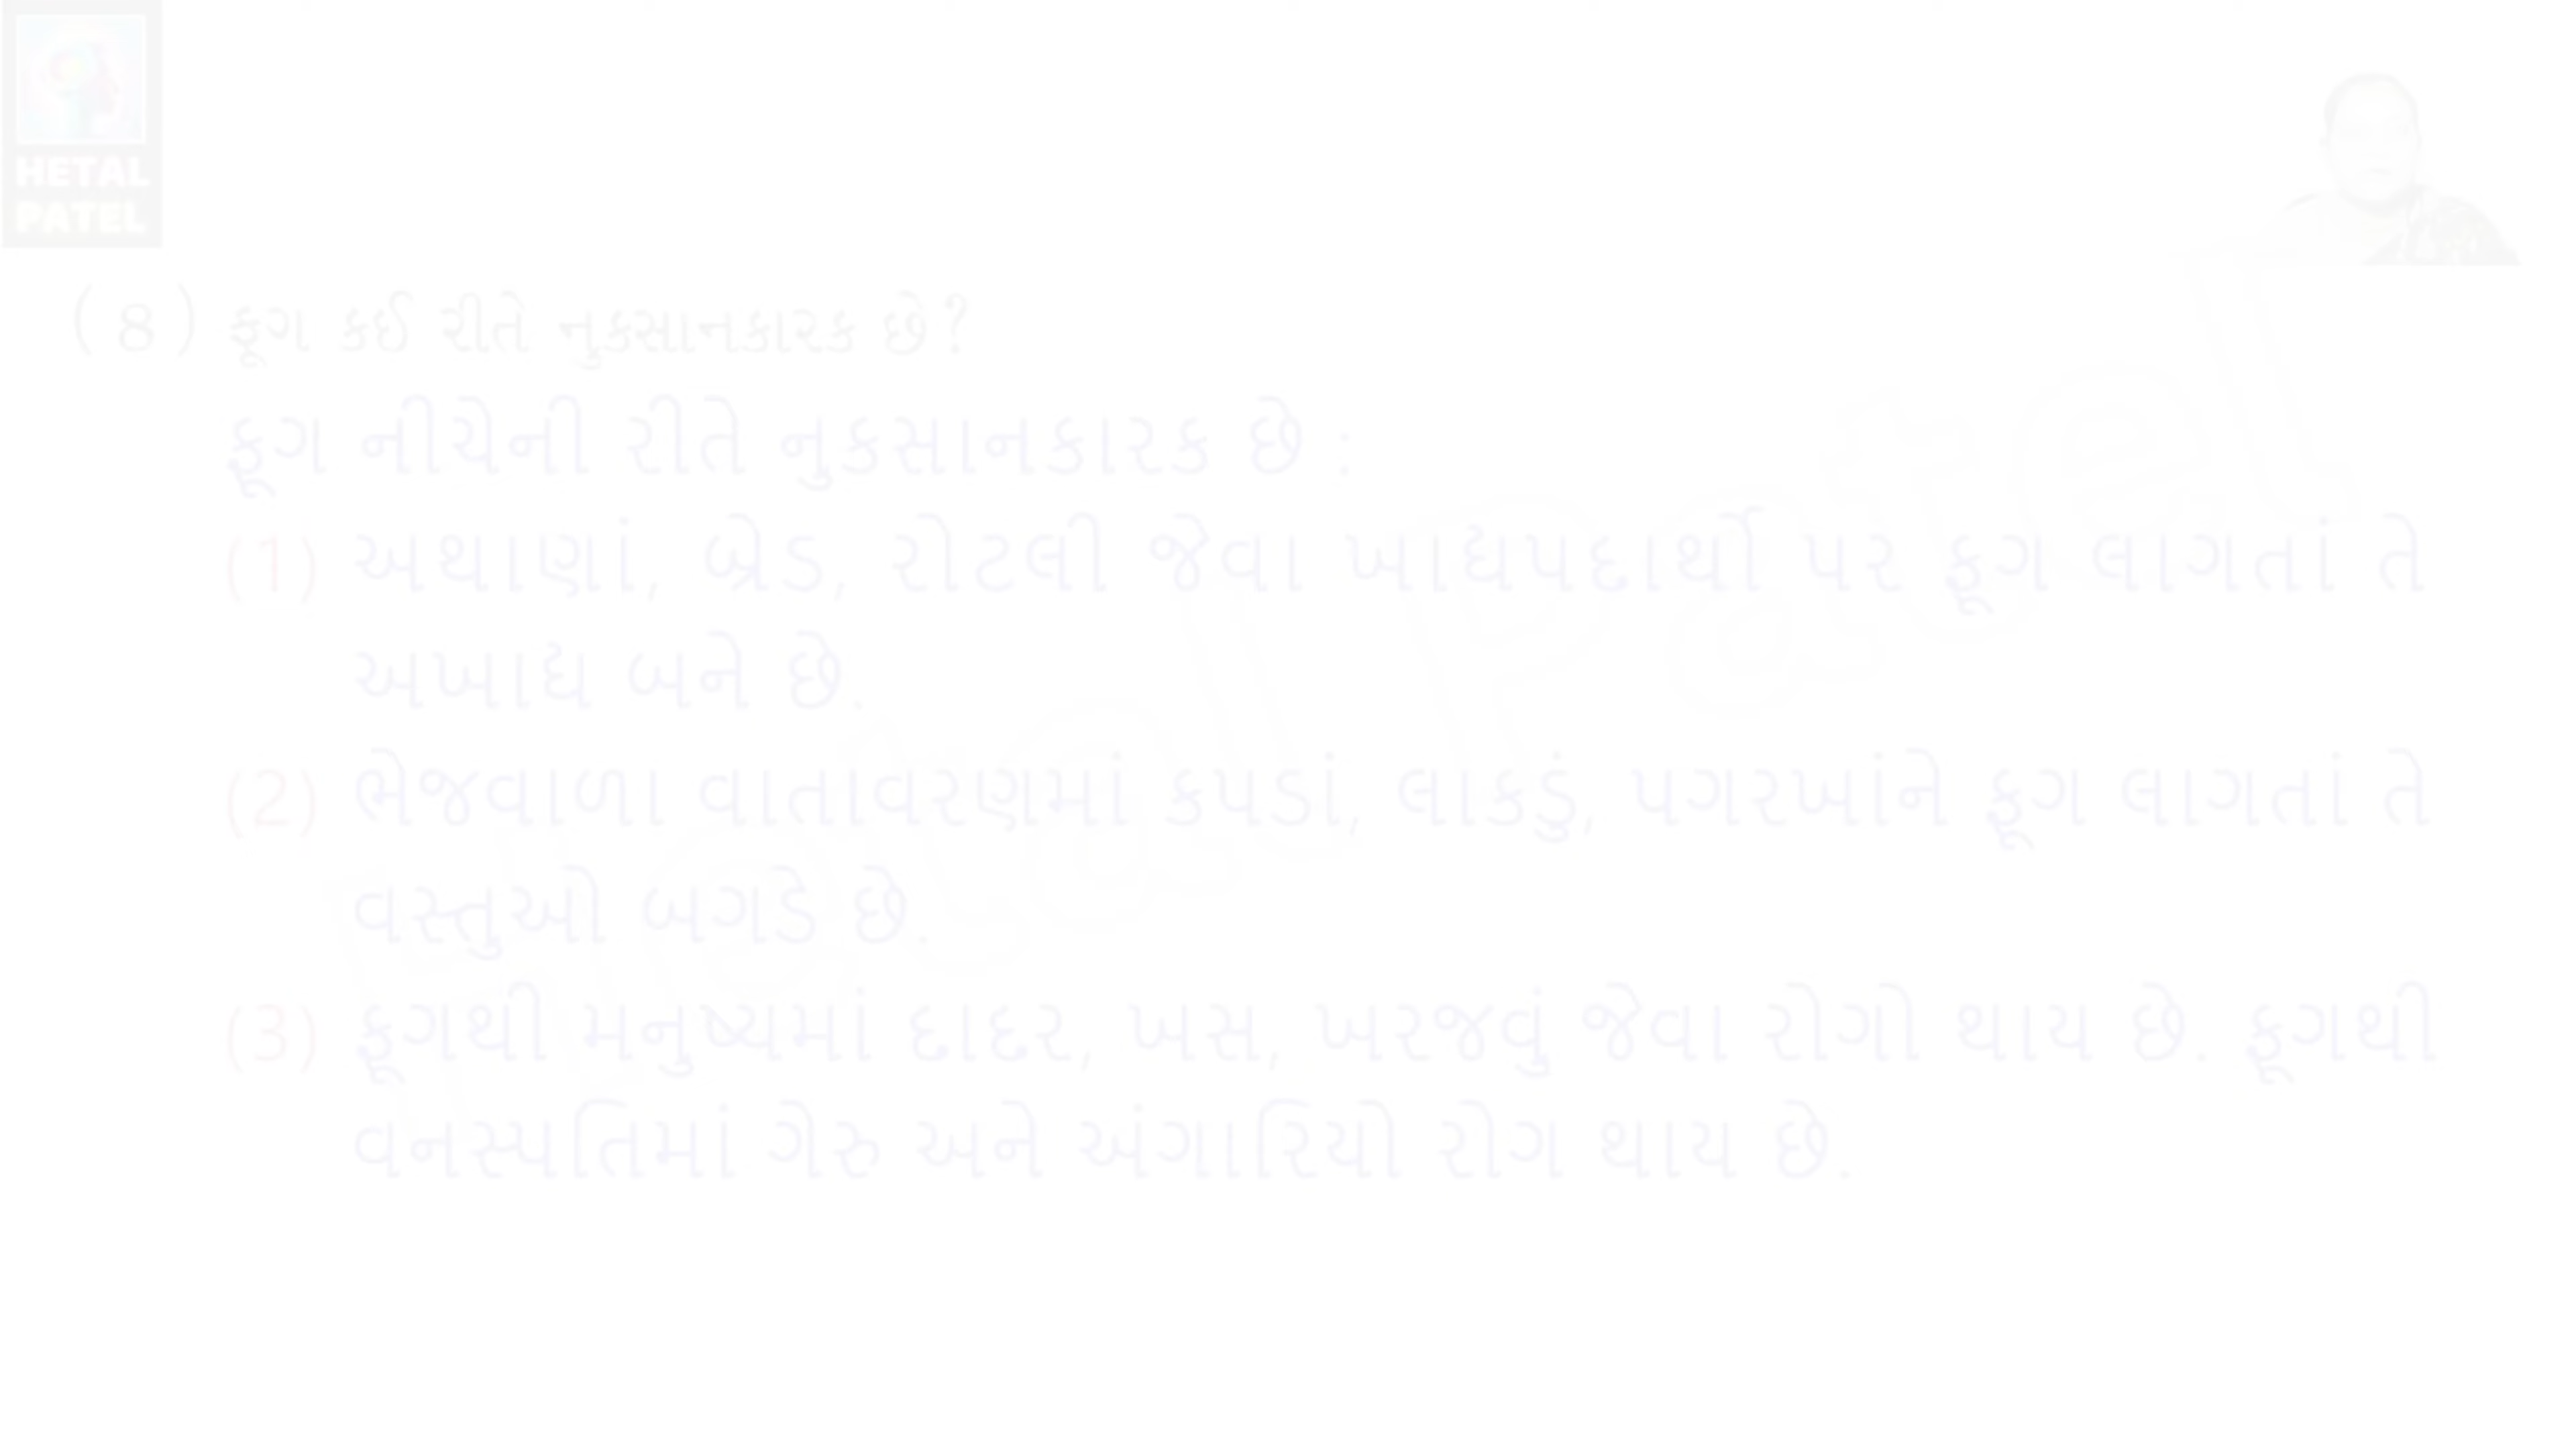 HETAL
PATEL
(8) ફૂગ કઈ રીતે નુકસાનકારક છે?
ફૂગ નીચેની રીતે નુકસાનકારક છે :
(1) અથાણાં, બ્રેડ, રોટલી જેવા ખાદ્યપદાર્થો પર ફૂગ લાગતાં તે
અખાદ્ય બને છે.
(2) ભેજવાળા વાતાવરણમાં કપડાં, લાકડું, પગરખાંને ફૂગ લાગતાં તે
વસ્તુઓ બગડે છે.
(3) ફૂગથી મનુષ્યમાં દાદર, ખસ, ખરજવું જેવા રોગો થાય છે. ફૂગથી
વનસ્પતિમાં ગેરુ અને અંગારિયો રોગ થાય છે.
Hetal Patel